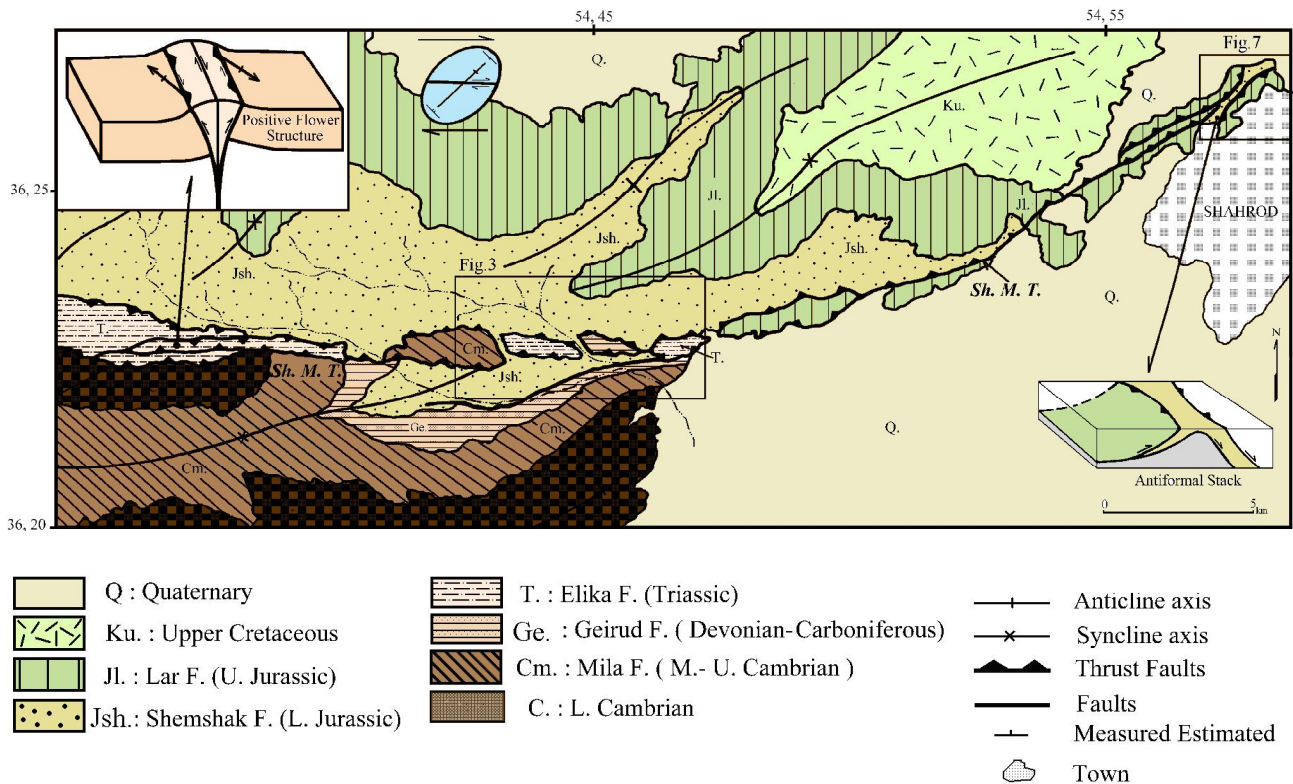 54, 45
54, 55
Fig.7
Q.
Positive Flower
Structure
Ku.
Q.
36, 25
Jl.
SHAHROD
Jl.
Jsh.
Jsh.
Jsh.
Fig.3
Sh. M. T.
Q.
T.
N
Cm.
T.
Sh. M. T.
Jsh.
Ge.
Cm.
Q.
Cm.
Antiformal Stack
0
5
km
36, 20
Q : Quaternary
Ku. : Upper Cretaceous
Jl. : Lar F. (U. Jurassic)
Jsh. : Shemshak F. (L. Jurassic)
T. : Elika F. (Triassic)
Ge. : Geirud F. ( Devonian-Carboniferous)
Cm. : Mila F. ( M.- U. Cambrian )
C. : L. Cambrian
Anticline axis
Syncline axis
Thrust Faults
Faults
Measured Estimated
Town